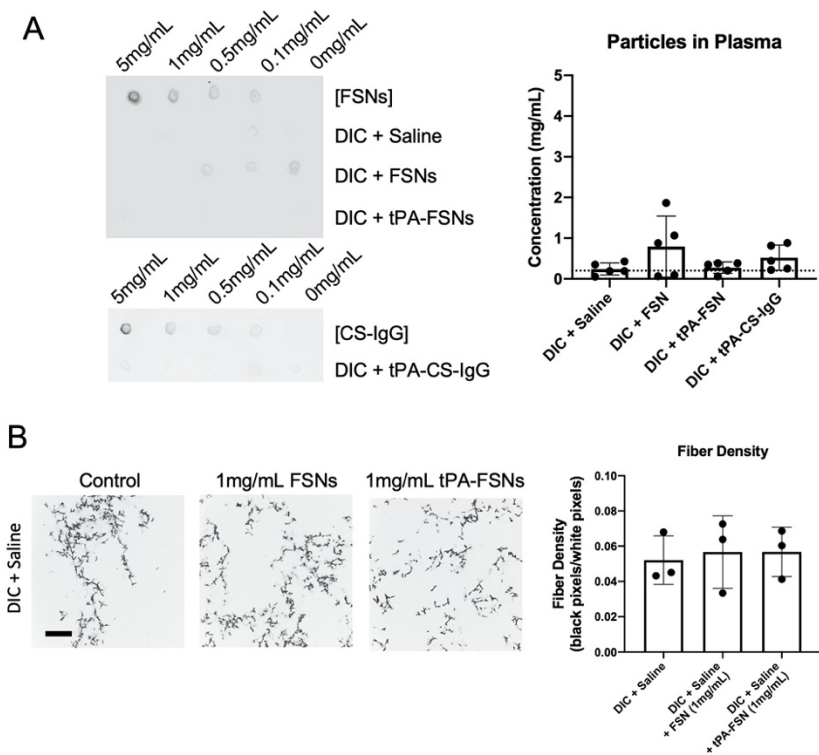 A
5mg/mL
1mg/mL
0.5mg/mL
0.1mg/mL
0mg/mL
[FSNs]
DIC + Saline
DIC + FSNs
DIC + tPA-FSNs
5mg/mL
1mg/mL
0.5mg/mL
0.1mg/mL
0mg/mL
[CS-IgG]
DIC + tPA-CS-IgG
Particles in Plasma
Concentration (mg/mL)
5
4
3
2
1
0
DIC + Saline
DIC + FSN
DIC + tPA-FSN
DIC + tPA-CS-IgG
B
DIC + Saline
Control
1mg/mL FSNs
1mg/mL tPA-FSNs
Fiber Density
Fiber Density
(black pixels/white pixels)
0.10
0.08
0.06
0.04
0.02
0.00
DIC + Saline
DIC + Saline
+ FSN (1mg/mL)
DIC + Saline
+ tPA-FSN (1mg/mL)